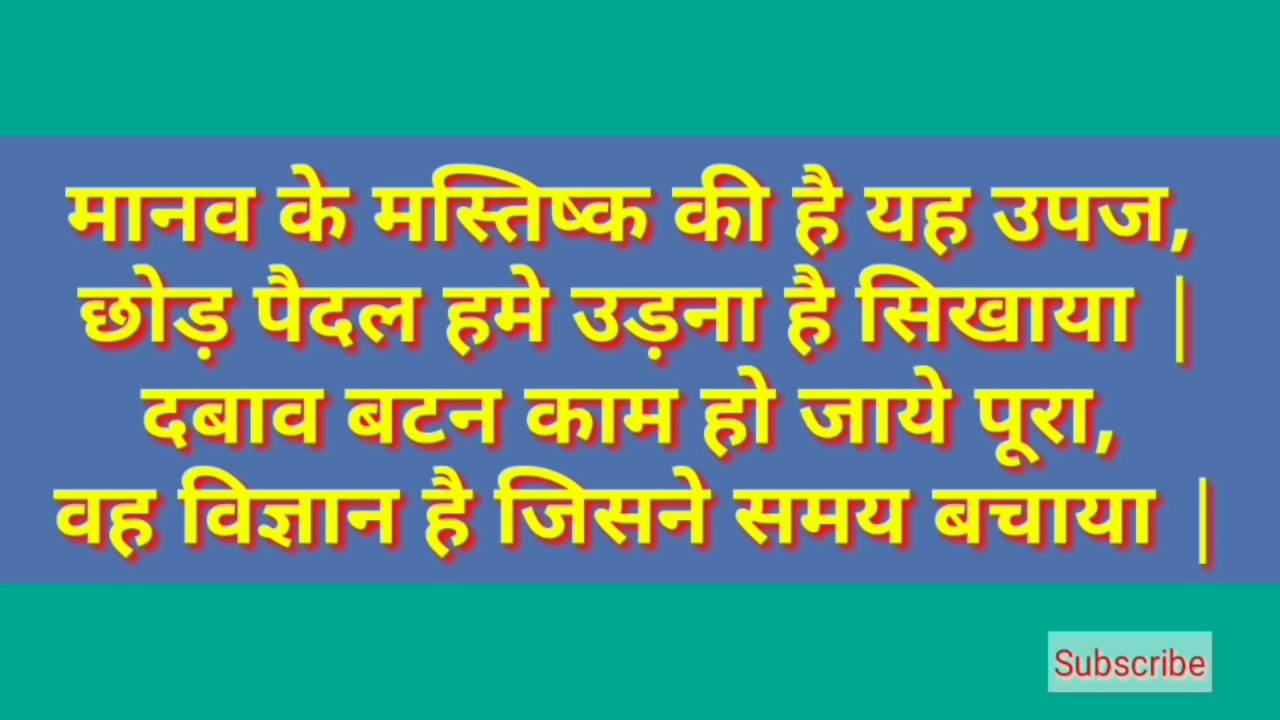 मानव के मस्तिष्क की है यह उपज,
छोड़ पैदल हमे उड़ना है सिखाया |
दबाव बटन काम हो जाये पूरा,
वह विज्ञान है जिसने समय बचाया |
Subscribe